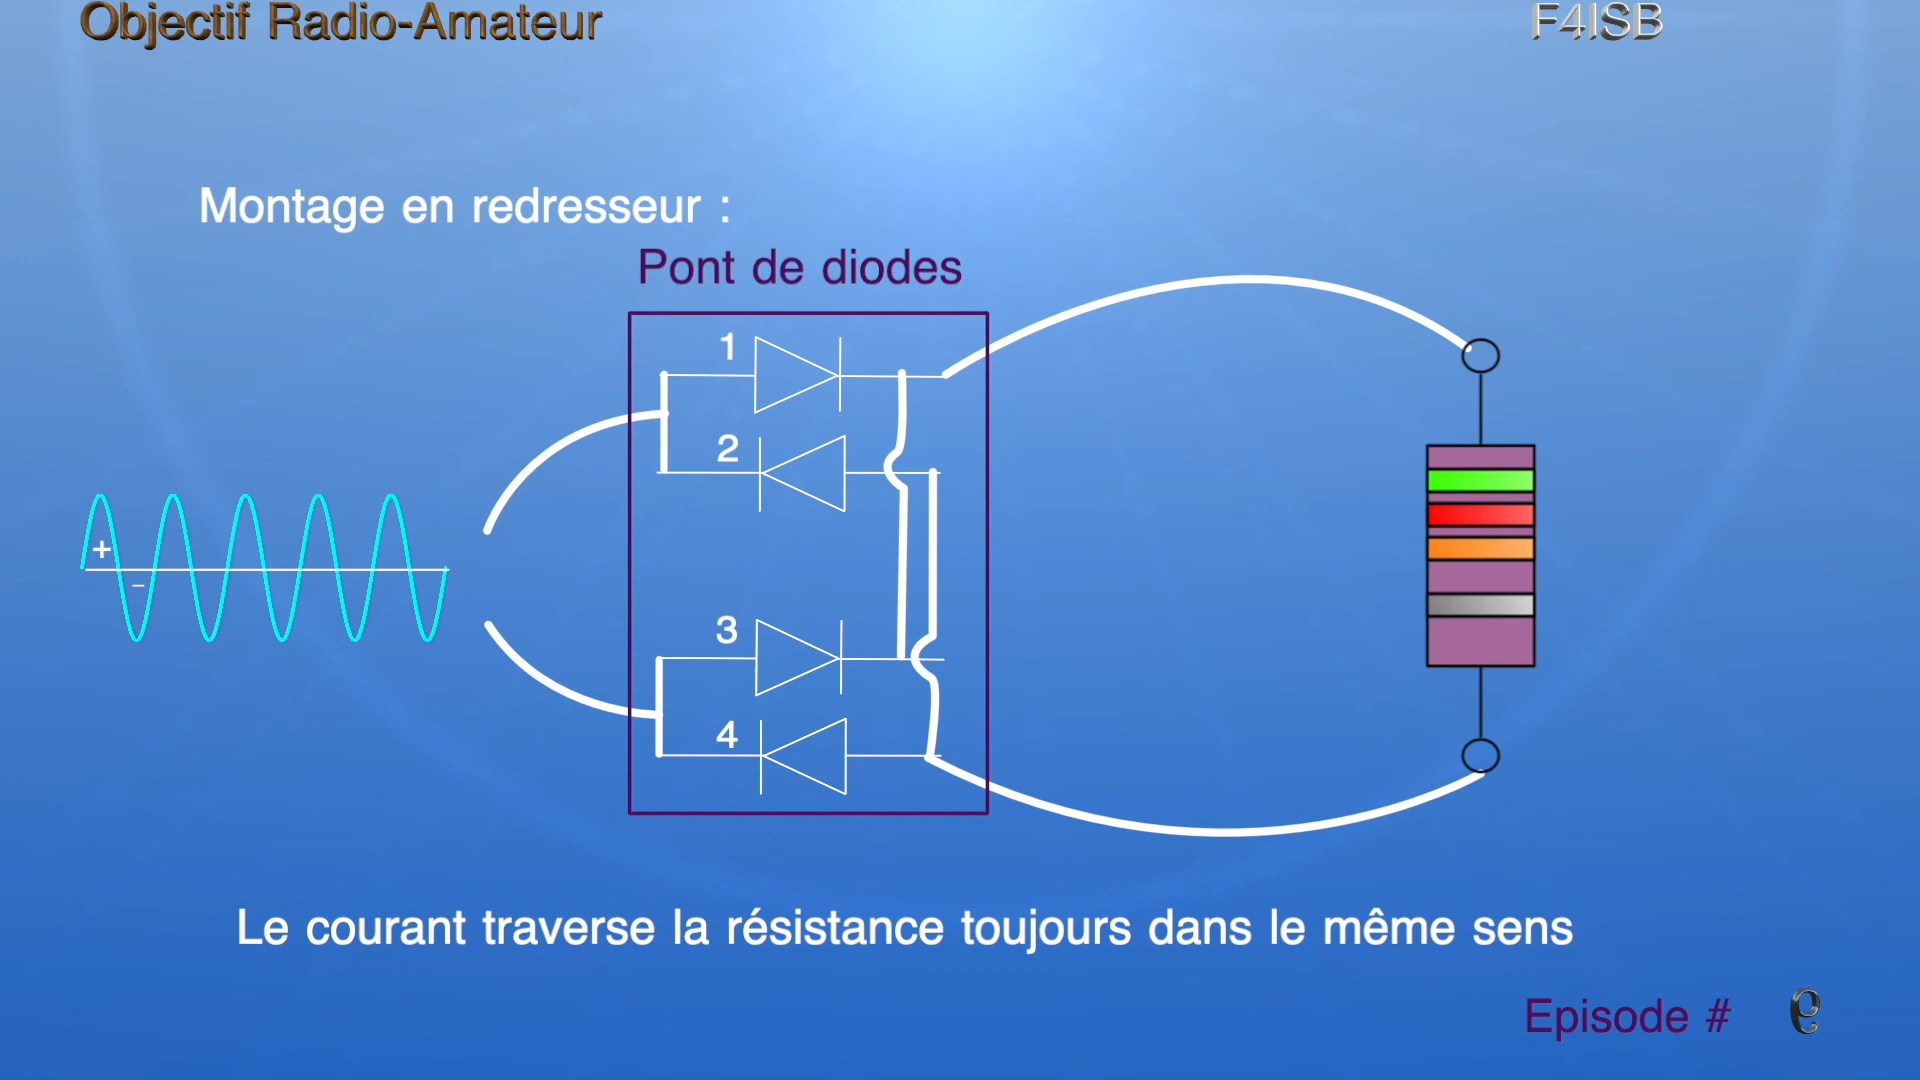 Objectif Radio-Amateur
F4ISB
Montage en redresseur :
Pont de diodes
1
2
+
–
3
4
Le courant traverse la résistance toujours dans le même sens
Episode #